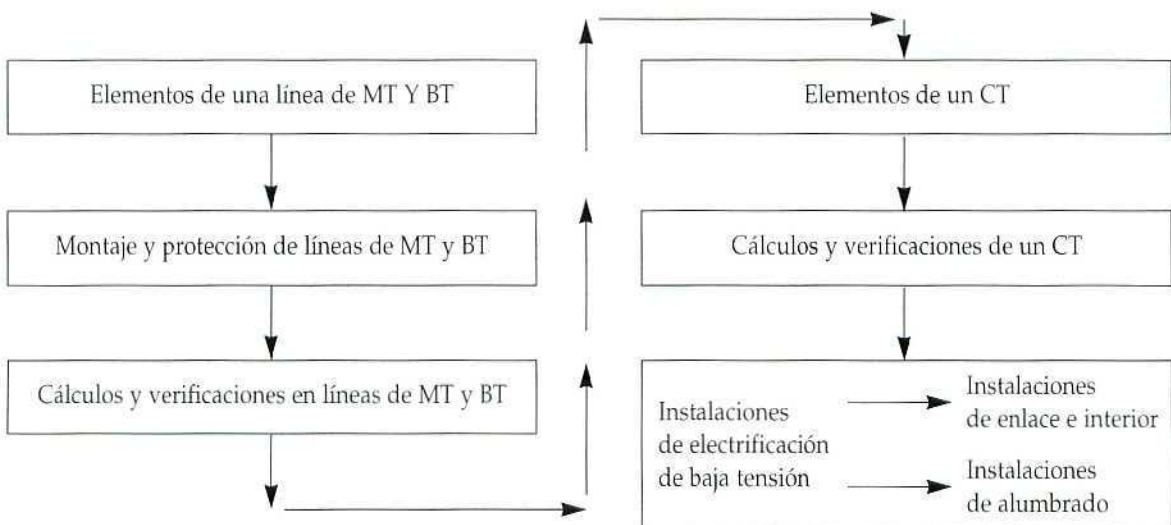 Elementos de una línea de MT Y BT
Montaje y protección de líneas de MT y BT
Cálculos y verificaciones en líneas de MT y BT
Elementos de un CT
Cálculos y verificaciones de un CT
Instalaciones
de electrificación
de baja tensión
Instalaciones
de enlace e interior
Instalaciones
de alumbrado